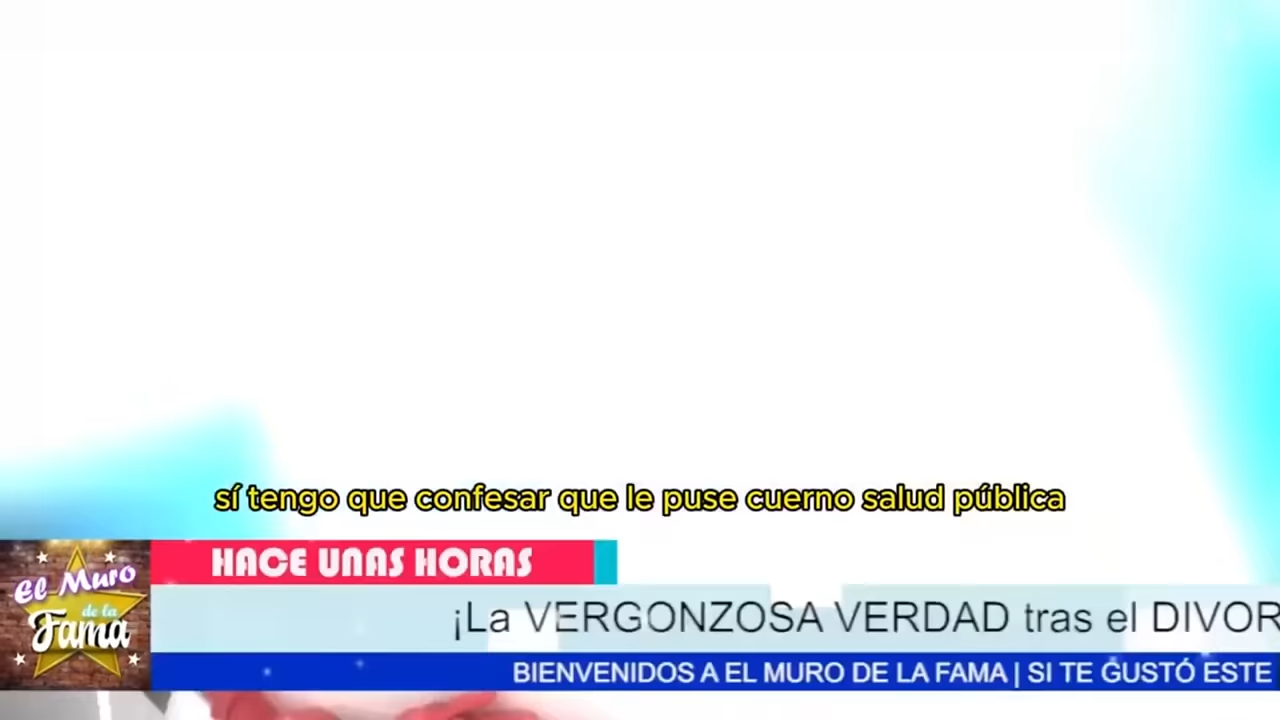 sí tengo que confesar que le puse cuerno salud pública
HACE UNAS HORAS
El Muro
de la
Fama
¡La VERGONZOSA VERDAD tras el DIVOR
BIENVENIDOS A EL MURO DE LA FAMA | SI TE GUSTÓ ESTE